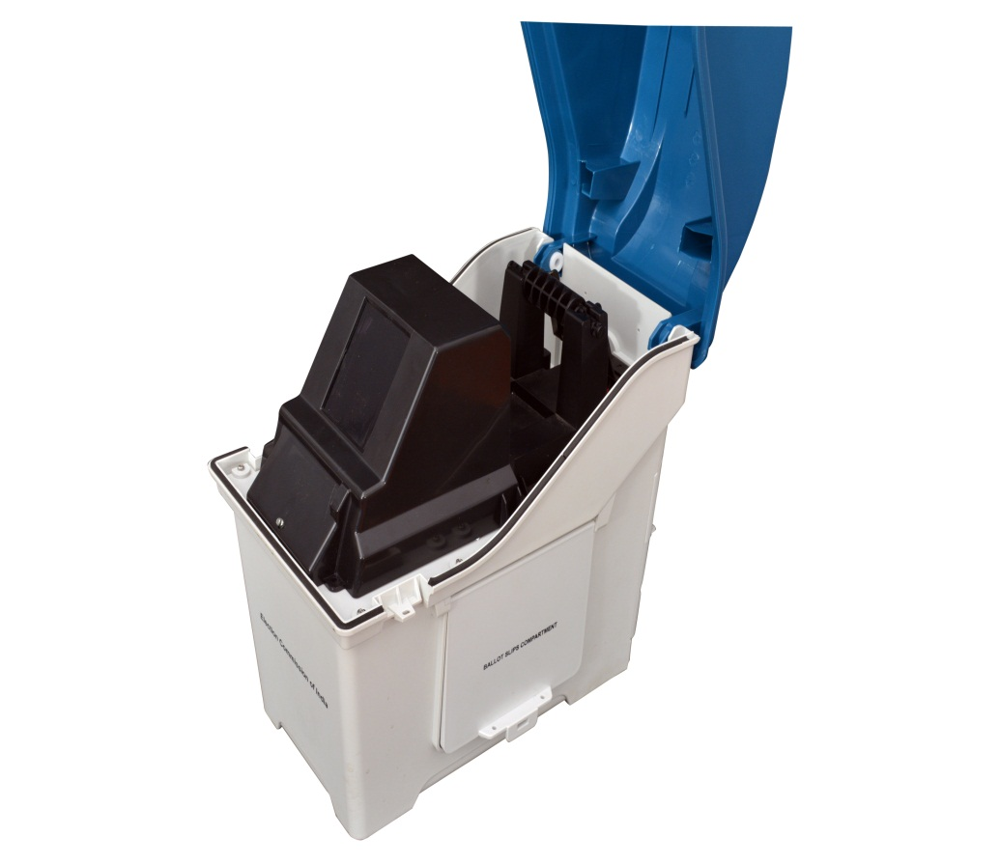 Election Commission of India
BALLOT SLIPS COMPARTMENT